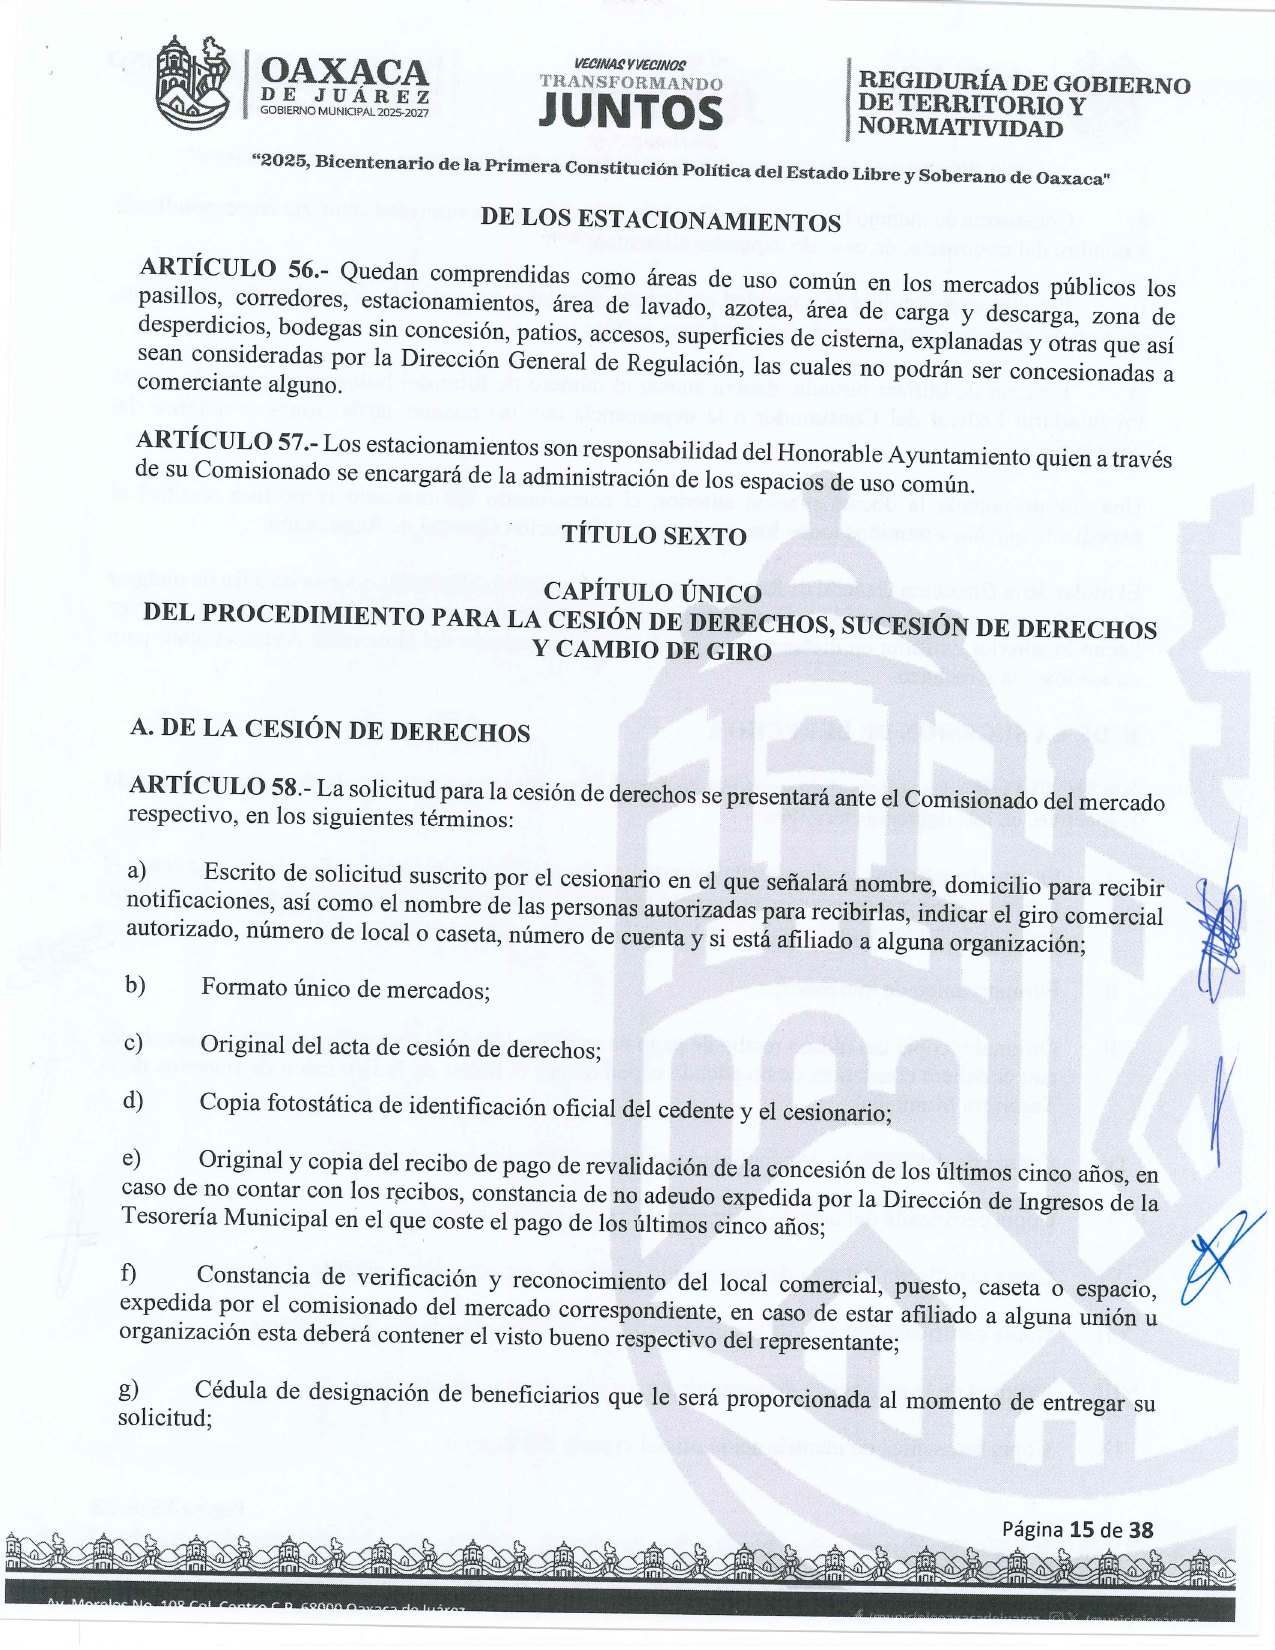 OAXACA
DE JUÁREZ
GOBIERNO MUNICIPAL 2025-2027
VECINAS Y VECINOS
TRANSFORMANDO
JUNTOS
REGIDURÍA DE GOBIERNO
DE TERRITORIO Y
NORMATIVIDAD
“2025, Bicentenario de la Primera Constitución Política del Estado Libre y Soberano de Oaxaca"
DE LOS ESTACIONAMIENTOS
ARTÍCULO 56.- Quedan comprendidas como áreas de uso común en los mercados públicos los
pasillos, corredores, estacionamientos, área de lavado, azotea, área de carga y descarga, zona de
desperdicios, bodegas sin concesión, patios, accesos, superficies de cisterna, explanadas y otras que así
sean consideradas por la Dirección General de Regulación, las cuales no podrán ser concesionadas a
comerciante alguno.
ARTÍCULO 57.- Los estacionamientos son responsabilidad del Honorable Ayuntamiento quien a través
de su Comisionado se encargará de la administración de los espacios de uso común.
TÍTULO SEXTO
CAPÍTULO ÚNICO
DEL PROCEDIMIENTO PARA LA CESIÓN DE DERECHOS, SUCESIÓN DE DERECHOS
Y CAMBIO DE GIRO
A. DE LA CESIÓN DE DERECHOS
ARTÍCULO 58.- La solicitud para la cesión de derechos se presentará ante el Comisionado del mercado
respectivo, en los siguientes términos:
a) Escrito de solicitud suscrito por el cesionario en el que señalará nombre, domicilio para recibir
notificaciones, así como el nombre de las personas autorizadas para recibirlas, indicar el giro comercial
autorizado, número de local o caseta, número de cuenta y si está afiliado a alguna organización;
b) Formato único de mercados;
c) Original del acta de cesión de derechos;
d) Copia fotostática de identificación oficial del cedente y el cesionario;
e) Original y copia del recibo de pago de revalidación de la concesión de los últimos cinco años, en
caso de no contar con los recibos, constancia de no adeudo expedida por la Dirección de Ingresos de la
Tesorería Municipal en el que coste el pago de los últimos cinco años;
f) Constancia de verificación y reconocimiento del local comercial, puesto, caseta o espacio,
expedida por el comisionado del mercado correspondiente, en caso de estar afiliado a alguna unión u
organización esta deberá contener el visto bueno respectivo del representante;
g) Cédula de designación de beneficiarios que le será proporcionada al momento de entregar su
solicitud;
Página 15 de 38
Av. Morelos No. 108 Col. Centro C.P. 68000 Oaxaca de Juárez